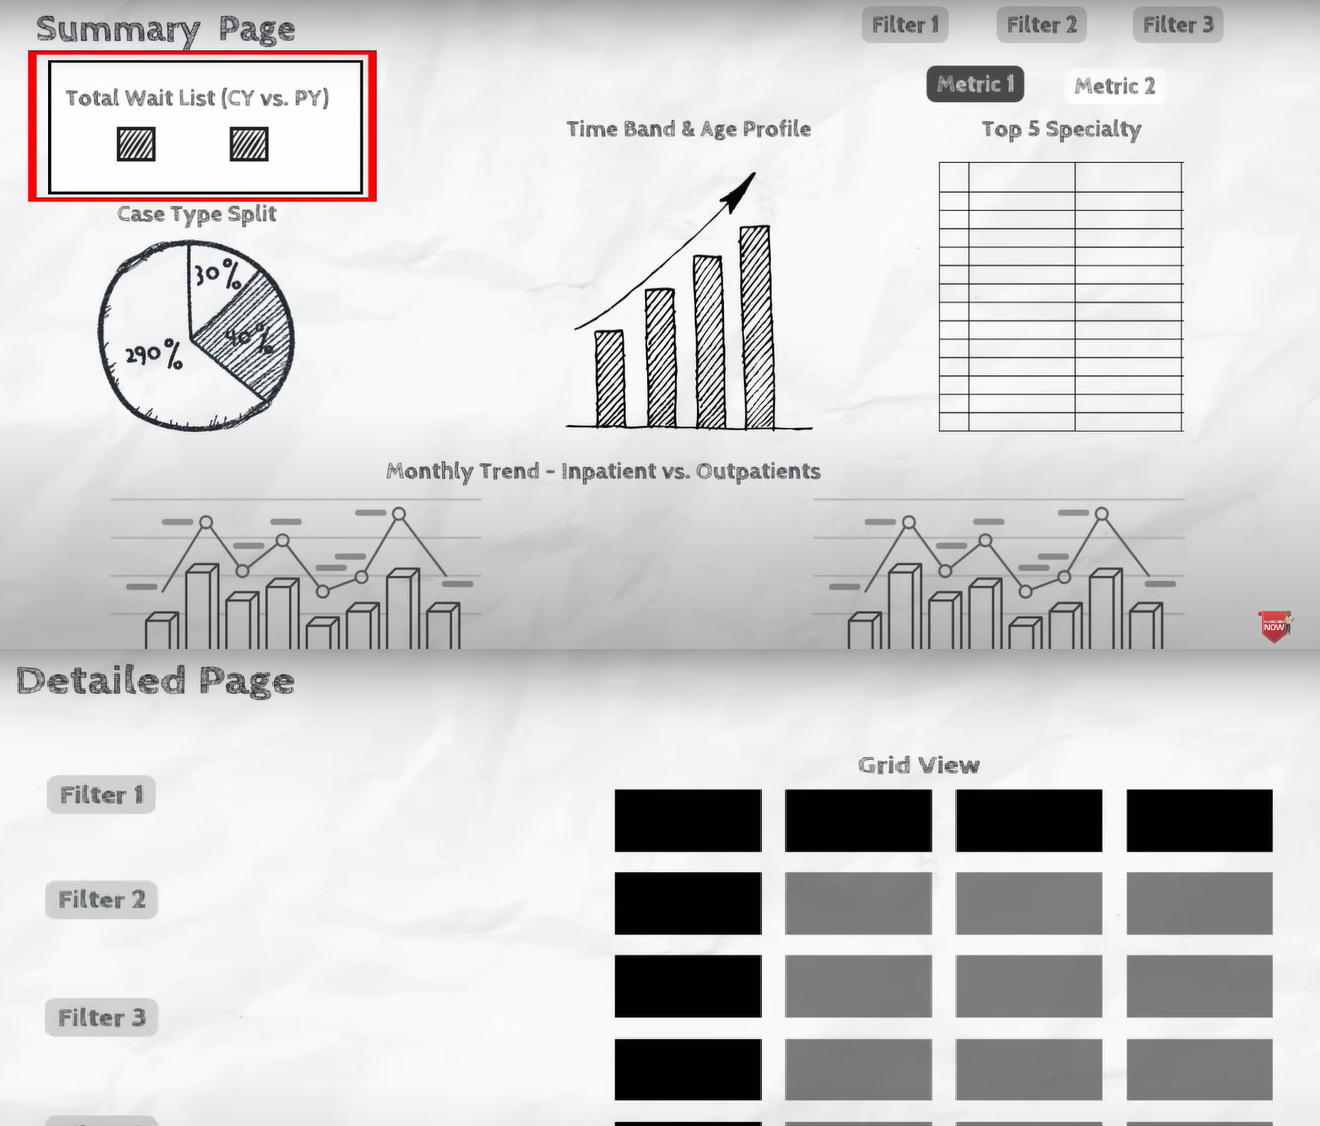 Summary Page
Filter 1
Filter 2
Filter 3
Metric 1
Metric 2
Total Wait List (CY vs. PY)
Time Band & Age Profile
Top 5 Specialty
Case Type Split
30%
40%
290%
Monthly Trend - Inpatient vs. Outpatients
NOW
Detailed Page
Grid View
Filter 1
Filter 2
Filter 3